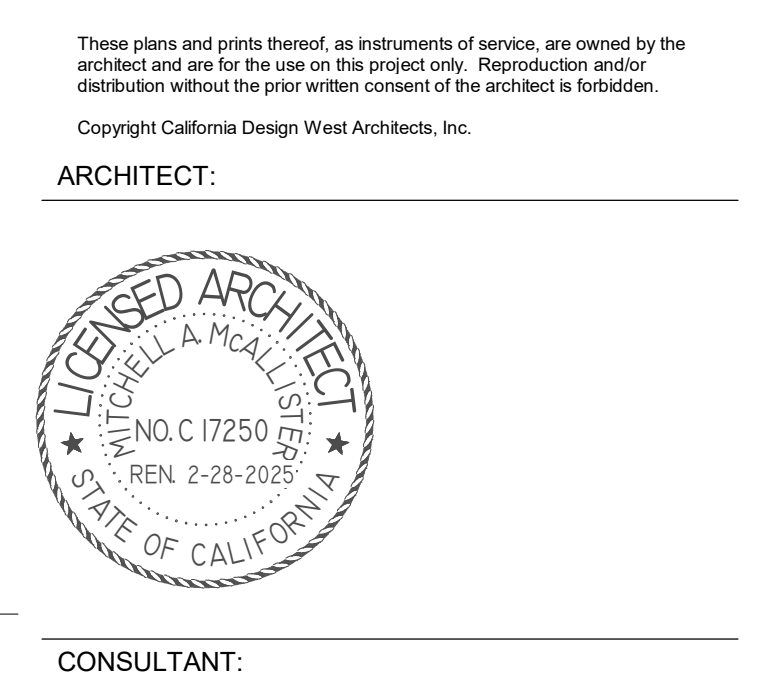 These plans and prints thereof, as instruments of service, are owned by the
architect and are for the use on this project only.  Reproduction and/or
distribution without the prior written consent of the architect is forbidden.
Copyright California Design West Architects, Inc.
ARCHITECT:
LICENSED ARCHITECT
MITCHELL A. McALLISTER
NO. C 17250
REN. 2-28-2025
STATE OF CALIFORNIA
CONSULTANT: